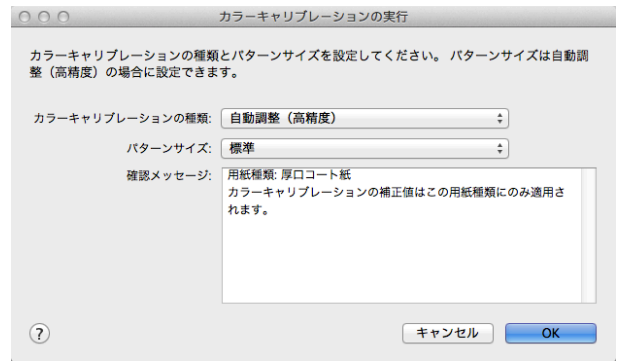 カラーキャリブレーションの実行
カラーキャリブレーションの種類とパターンサイズを設定してください。 パターンサイズは自動調
整（高精度）の場合に設定できます。
カラーキャリブレーションの種類: 自動調整（高精度）
パターンサイズ: 標準
確認メッセージ: 用紙種類: 厚口コート紙
カラーキャリブレーションの補正値はこの用紙種類にのみ適用さ
れます。
? キャンセル OK